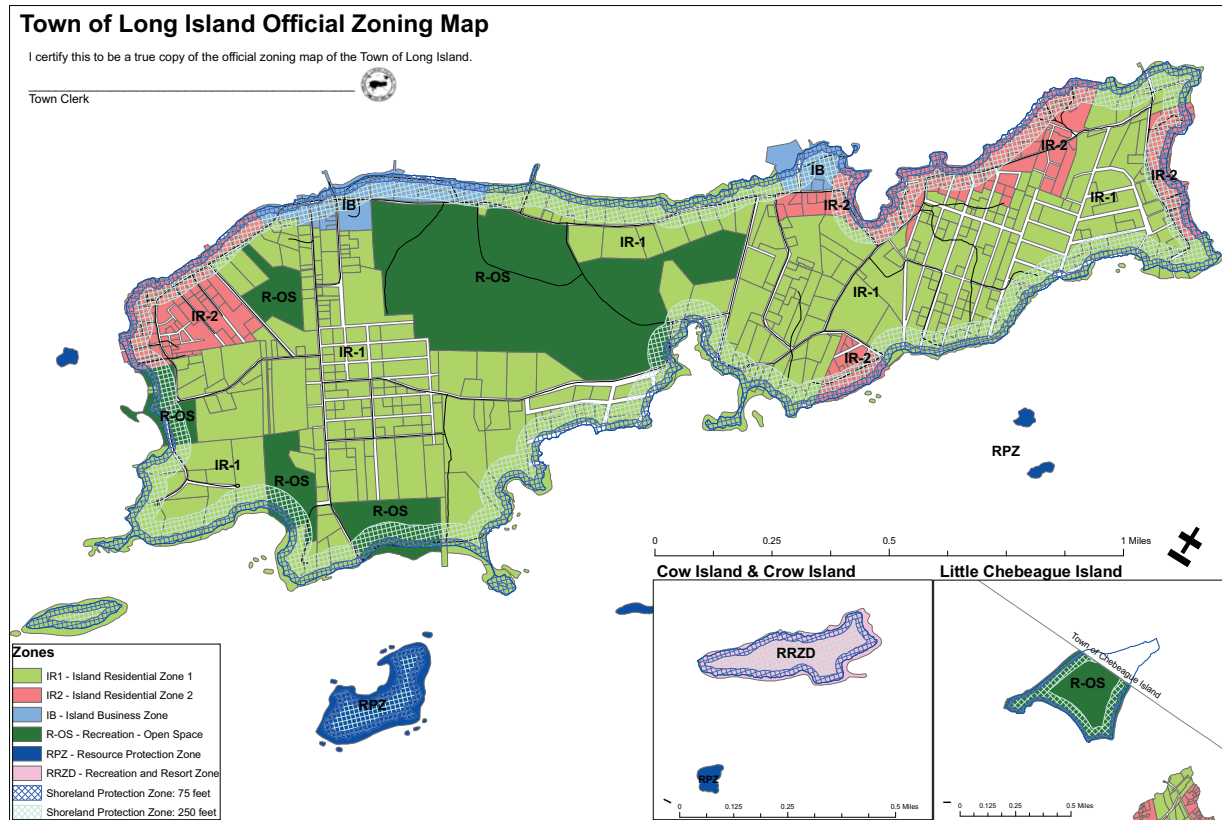 Town of Long Island Official Zoning Map
I certify this to be a true copy of the official zoning map of the Town of Long Island.
Town Clerk
IR-2
IB
IR-2
IB
IR-2
IR-1
IR-1
R-OS
R-OS
IR-1
IR-2
IR-1
IR-2
R-OS
RPZ
IR-1
R-OS
R-OS
0 0.25 0.5 1 Miles
Cow Island & Crow Island
Little Chebeague Island
Zones
IR1 - Island Residential Zone 1
IR2 - Island Residential Zone 2
IB - Island Business Zone
R-OS - Recreation - Open Space
RPZ - Resource Protection Zone
RRZD - Recreation and Resort Zone
Shoreland Protection Zone: 75 feet
Shoreland Protection Zone: 250 feet
RPZ
RRZD
RPZ
0 0.125 0.25 0.5 Miles
Town of Chebeague Island
R-OS
0 0.125 0.25 0.5 Miles